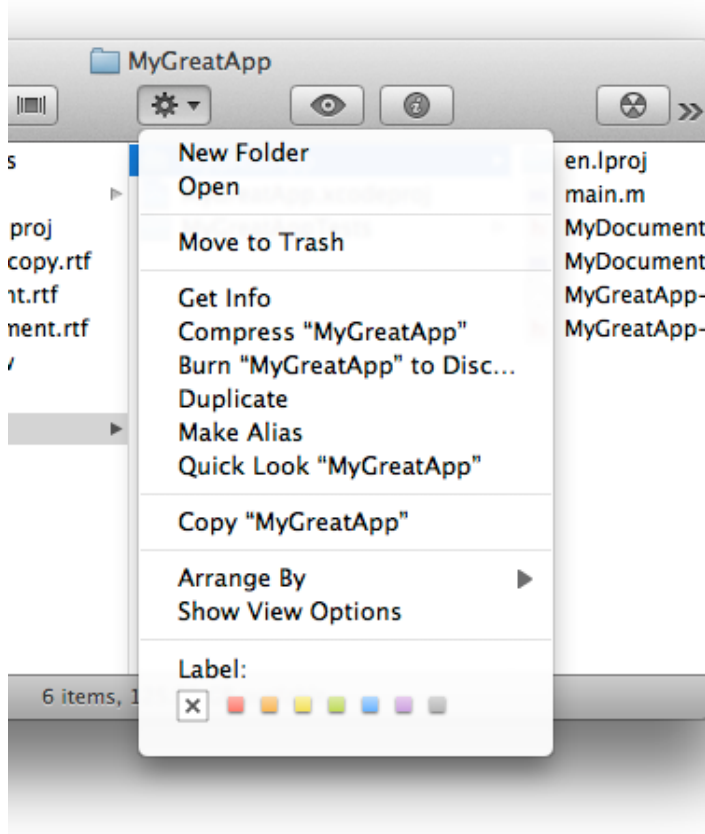 MyGreatApp
New Folder
Open
Move to Trash
Get Info
Compress “MyGreatApp”
Burn “MyGreatApp” to Disc…
Duplicate
Make Alias
Quick Look “MyGreatApp”
Copy “MyGreatApp”
Arrange By
Show View Options
Label:
s
proj
copy.rtf
nt.rtf
ment.rtf
en.lproj
main.m
MyDocument
MyDocument
MyGreatApp-
MyGreatApp-
6 items, 1